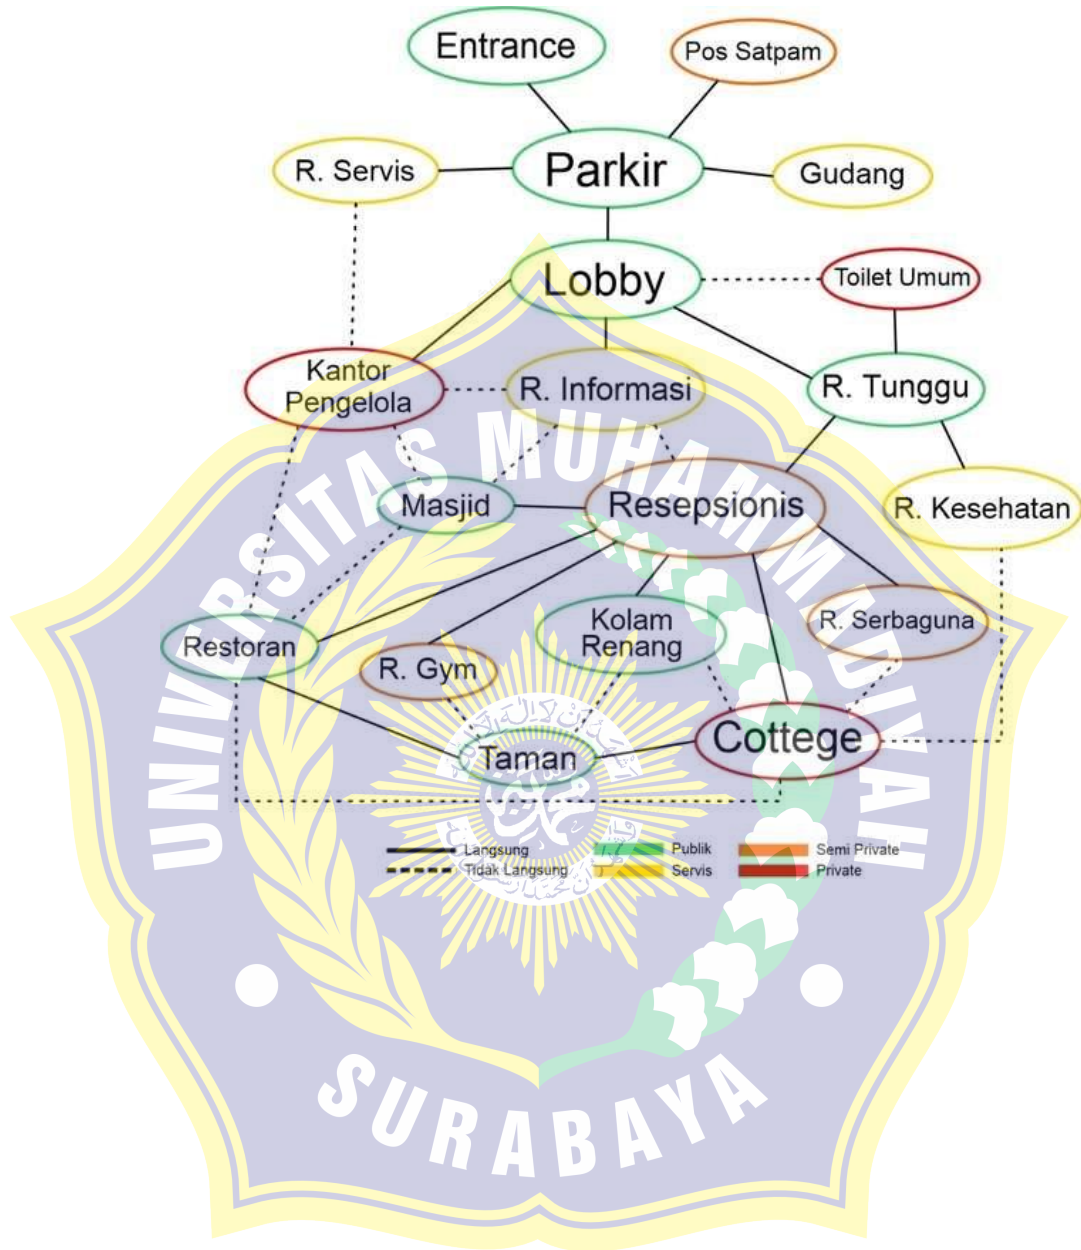 Entrance
Pos Satpam
R. Servis
Parkir
Gudang
Lobby
Toilet Umum
Kantor
Pengelola
R. Informasi
R. Tunggu
Masjid
Resepsionis
R. Kesehatan
Restoran
R. Gym
Kolam
Renang
R. Serbaguna
Taman
Cottege
Langsung
Publik
Semi Private
Tidak Langsung
Servis
Private
UNIVERSITAS MUHAMMADIYAH
SURABAYA